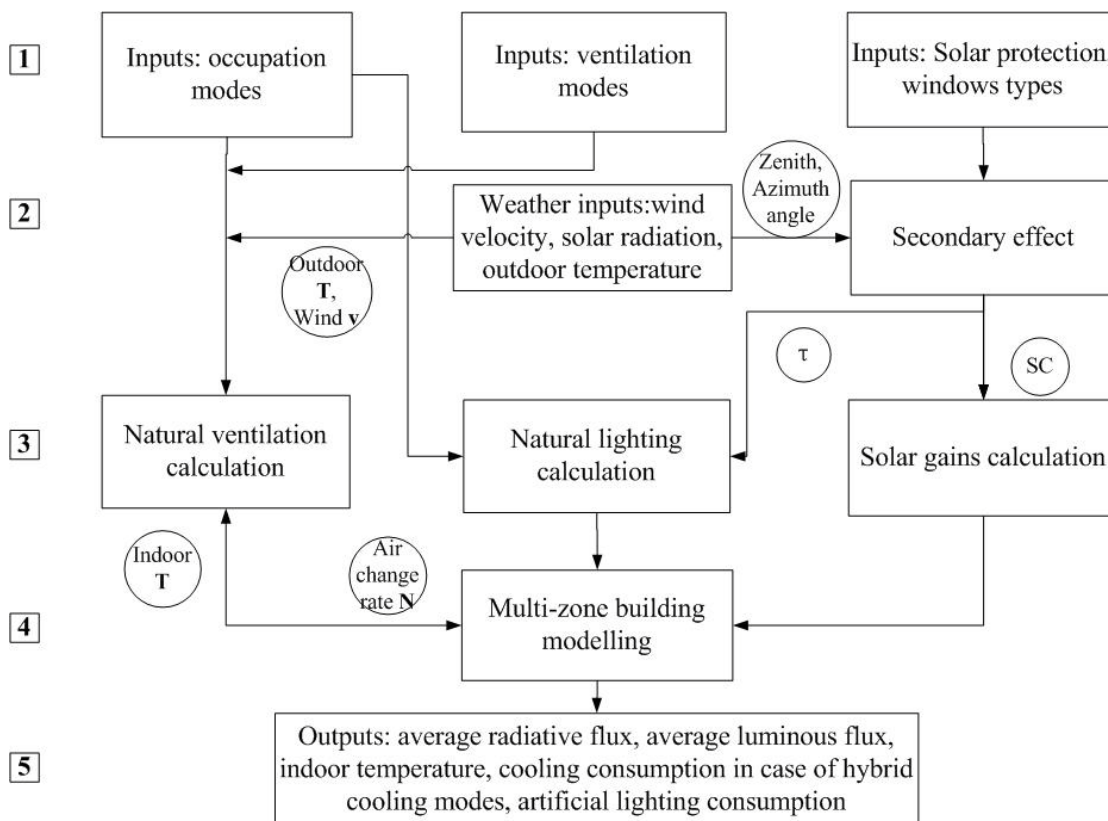 1
Inputs: occupation
modes
Inputs: ventilation
modes
Inputs: Solar protection,
windows types
2
Weather inputs:wind
velocity, solar radiation,
outdoor temperature
Zenith,
Azimuth
angle
Secondary effect
Outdoor
T,
Wind v
τ
SC
3
Natural ventilation
calculation
Natural lighting
calculation
Solar gains calculation
Indoor
T
Air
change
rate N
4
Multi-zone building
modelling
5
Outputs: average radiative flux, average luminous flux,
indoor temperature, cooling consumption in case of hybrid
cooling modes, artificial lighting consumption